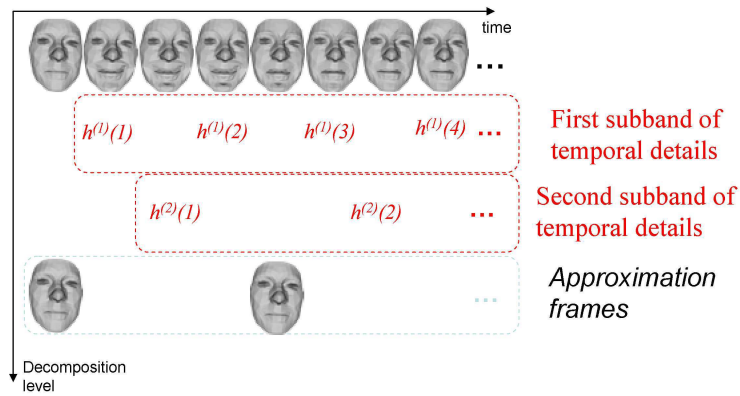 time
...
h(1)(1) h(1)(2) h(1)(3) h(1)(4) ...
First subband of
temporal details
h(2)(1) h(2)(2) ...
Second subband of
temporal details
...
Approximation
frames
Decomposition
level